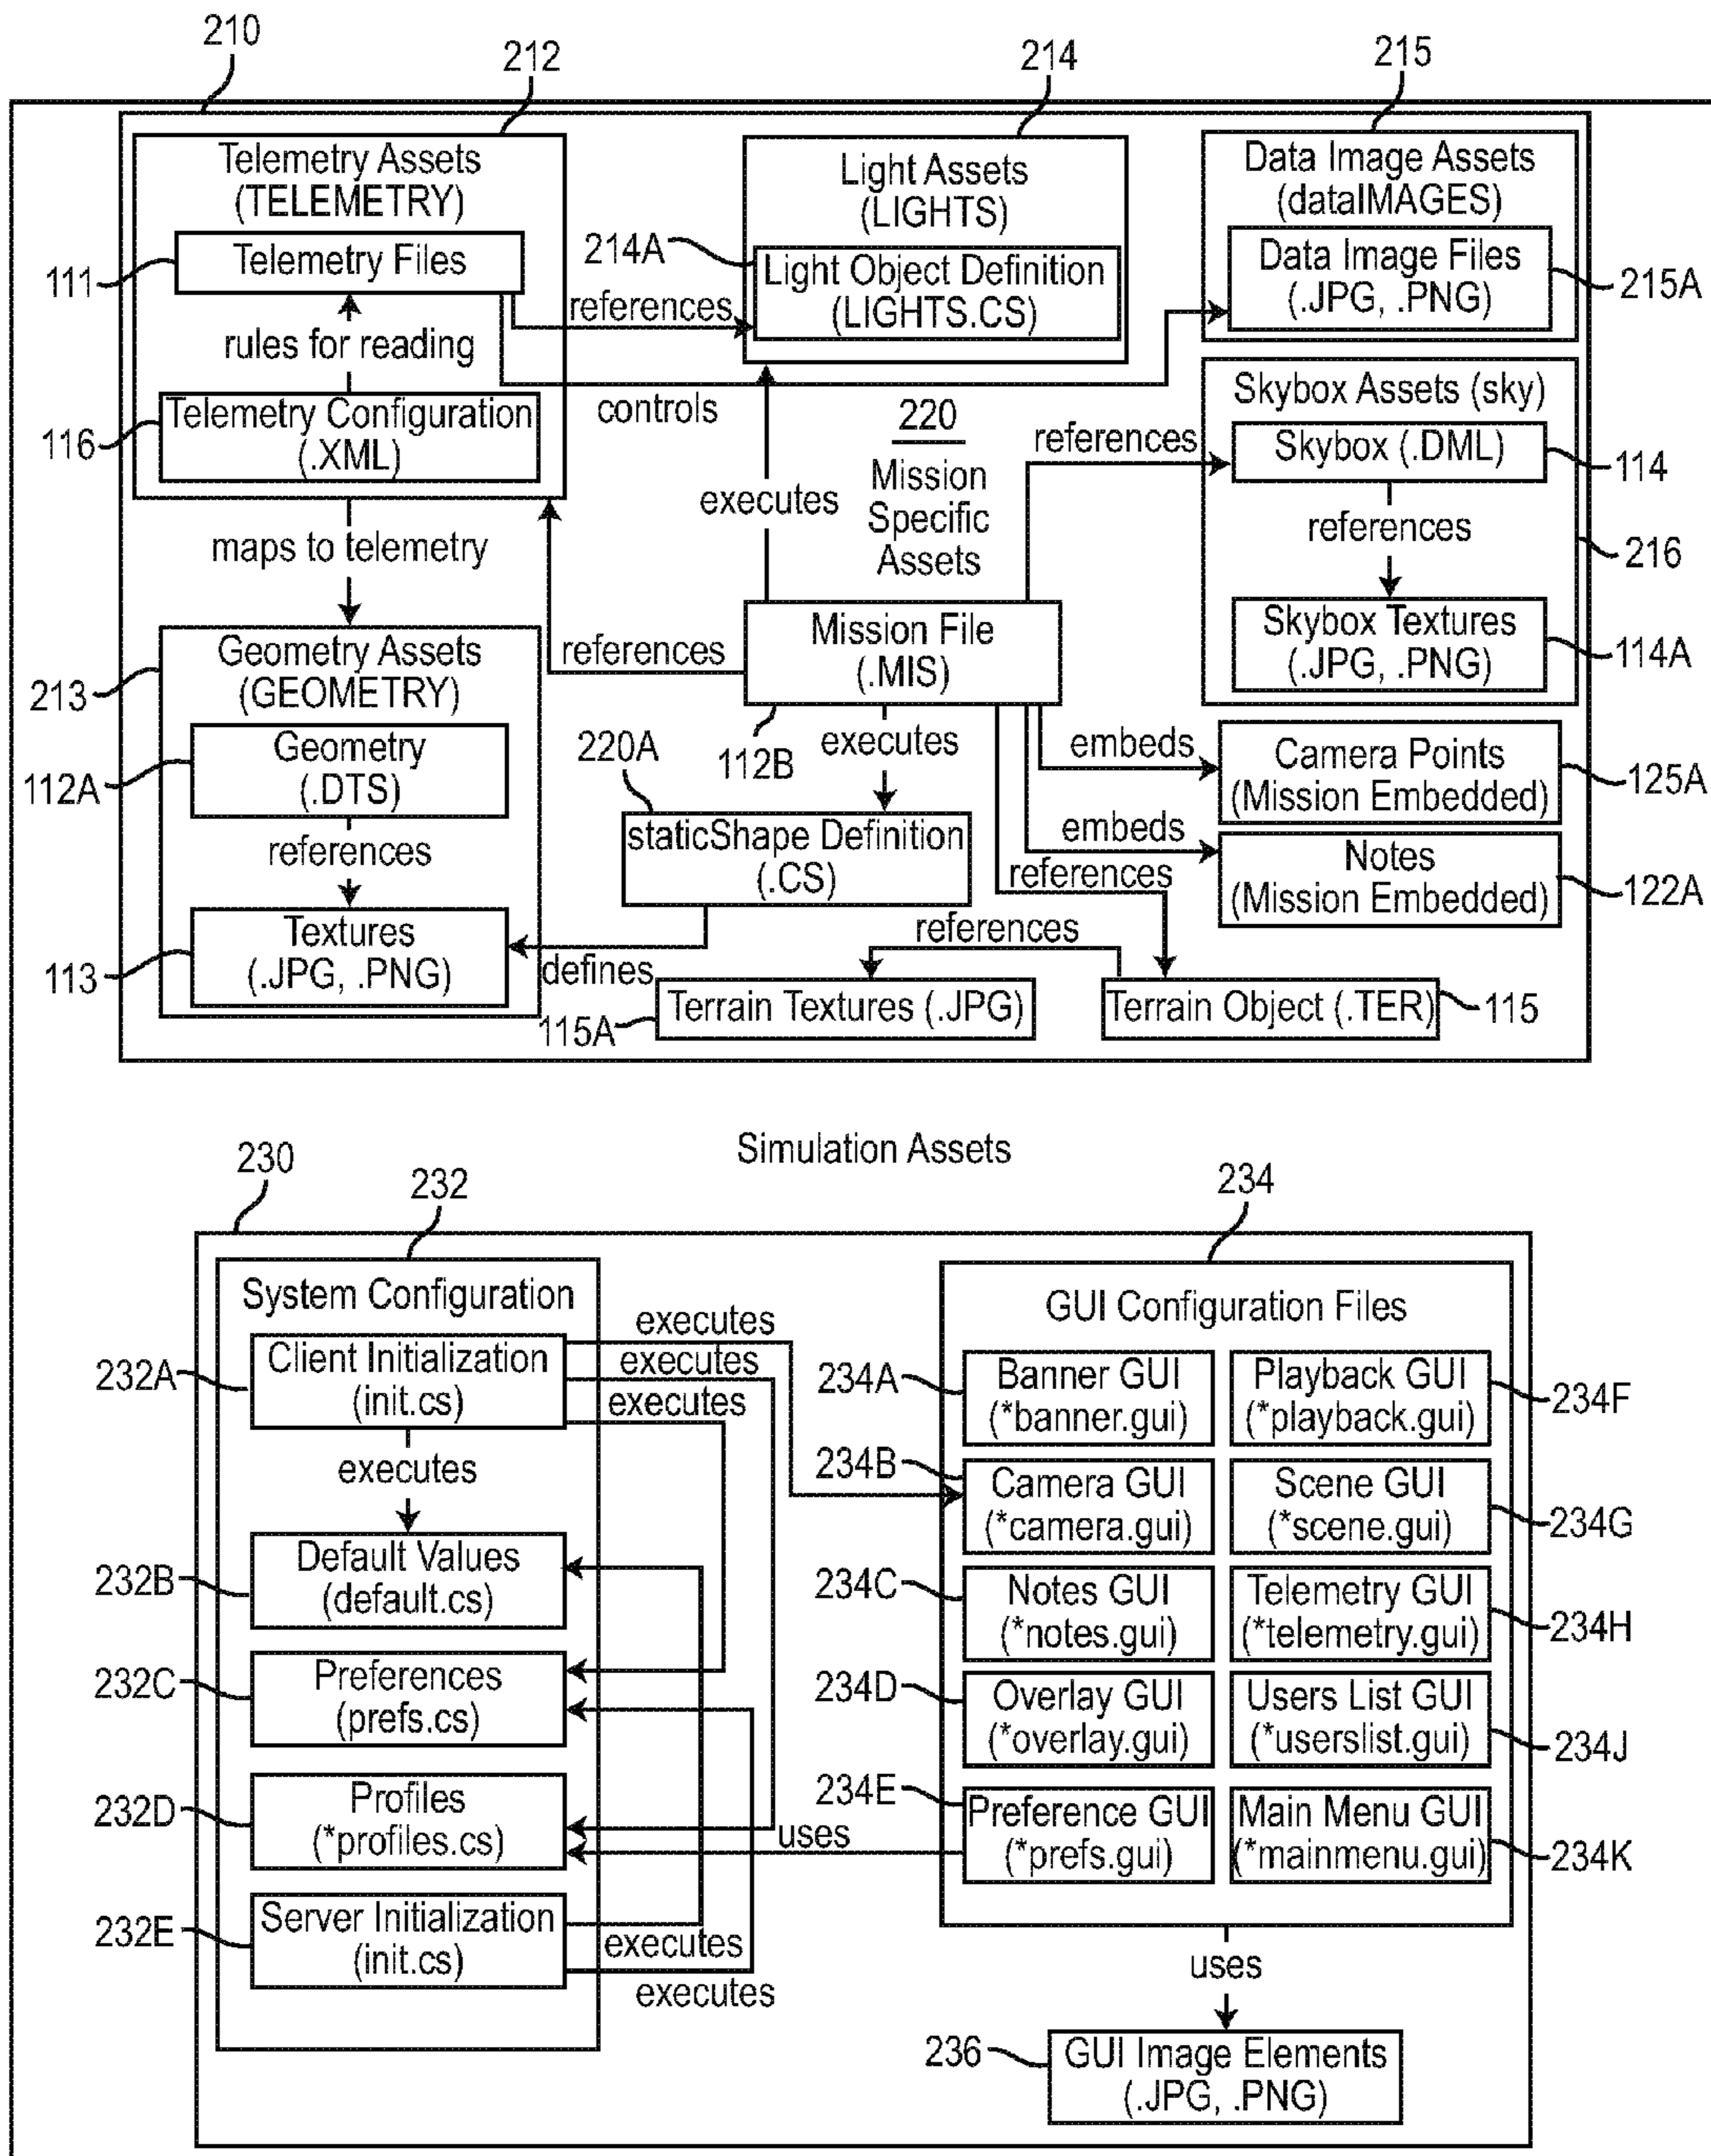 210
212
214
215
Telemetry Assets
(TELEMETRY)
Telemetry Files
111
rules for reading
Telemetry Configuration
(.XML)
116
references
controls
Light Assets
(LIGHTS)
214A
Light Object Definition
(LIGHTS.CS)
Data Image Assets
(dataIMAGES)
Data Image Files
(.JPG, .PNG)
215A
Skybox Assets (sky)
Skybox (.DML)
114
references
216
Skybox Textures
(.JPG, .PNG)
114A
references
220
Mission
Specific
Assets
executes
maps to telemetry
Geometry Assets
(GEOMETRY)
213
Geometry
(.DTS)
112A
references
Textures
(.JPG, .PNG)
113
references
Mission File
(.MIS)
112B
executes
220A
staticShape Definition
(.CS)
defines
embeds
Camera Points
(Mission Embedded)
125A
embeds
Notes
(Mission Embedded)
122A
references
references
Terrain Textures (.JPG)
115A
Terrain Object (.TER)
115
Simulation Assets
230
232
234
System Configuration
Client Initialization
(init.cs)
232A
executes
executes
executes
executes
Default Values
(default.cs)
232B
Preferences
(prefs.cs)
232C
Profiles
(*profiles.cs)
232D
uses
Server Initialization
(init.cs)
232E
executes
executes
GUI Configuration Files
234A
Banner GUI
(*banner.gui)
Playback GUI
(*playback.gui)
234F
234B
Camera GUI
(*camera.gui)
Scene GUI
(*scene.gui)
234G
234C
Notes GUI
(*notes.gui)
Telemetry GUI
(*telemetry.gui)
234H
234D
Overlay GUI
(*overlay.gui)
Users List GUI
(*userslist.gui)
234J
234E
Preference GUI
(*prefs.gui)
Main Menu GUI
(*mainmenu.gui)
234K
uses
236
GUI Image Elements
(.JPG, .PNG)